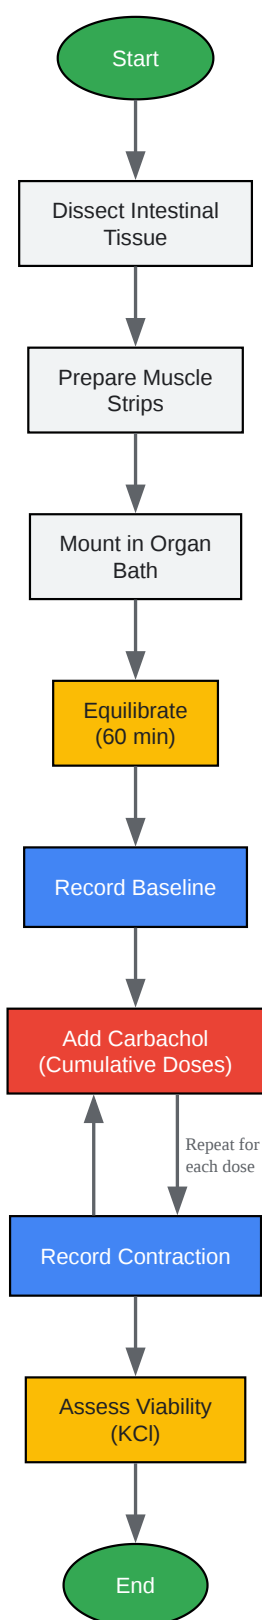 Start
Dissect Intestinal
Tissue
Prepare Muscle
Strips
Mount in Organ
Bath
Equilibrate
(60 min)
Record Baseline
Add Carbachol
(Cumulative Doses)
Repeat for
each dose
Record Contraction
Assess Viability
(KCl)
End